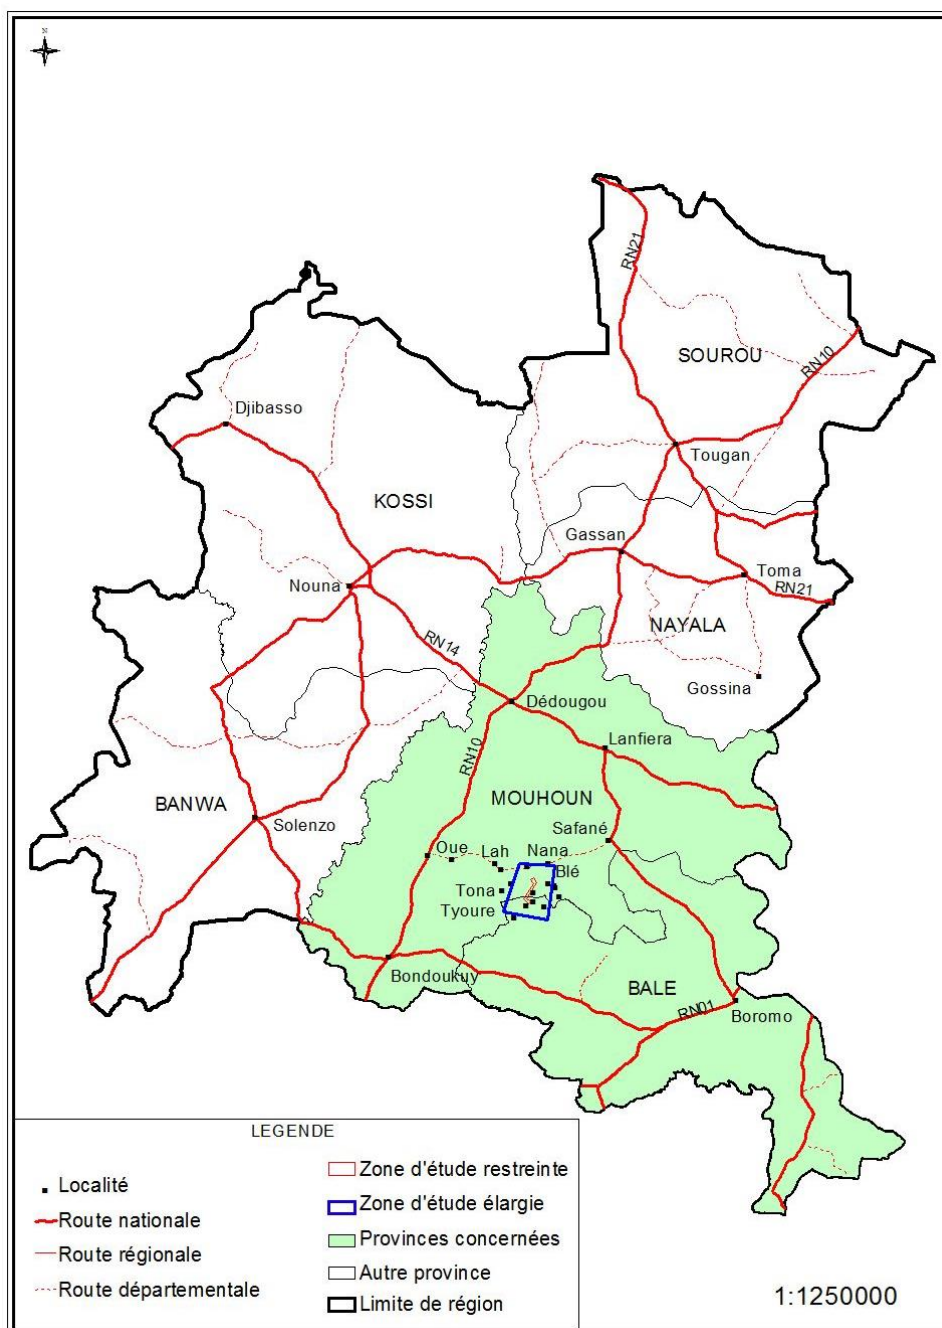 N
RN21
SOUROU
RN10
Djibasso
Tougan
KOSSI
Gassan
Nouna
Toma
RN21
NAYALA
RN14
Gossina
Dédougou
Lanfiera
RN10
BANWA
MOUHOUN
Solenzo
Safané
Oue
Lah
Nana
Blé
Tona
Tyoure
Bondoukuy
BALE
RN01
Boromo
LEGENDE
Localité
Route nationale
Route régionale
Route départementale
Zone d'étude restreinte
Zone d'étude élargie
Provinces concernées
Autre province
Limite de région
1:1250000